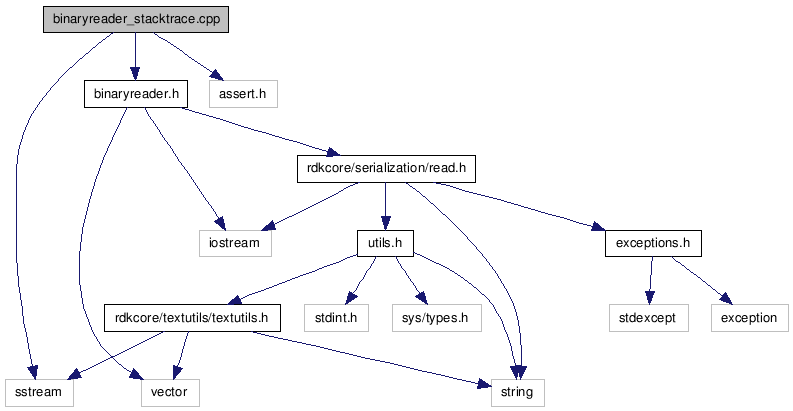 binaryreader_stacktrace.cpp
binaryreader.h
assert.h
rdkcore/serialization/read.h
iostream
utils.h
exceptions.h
rdkcore/textutils/textutils.h
stdint.h
sys/types.h
stdexcept
exception
sstream
vector
string